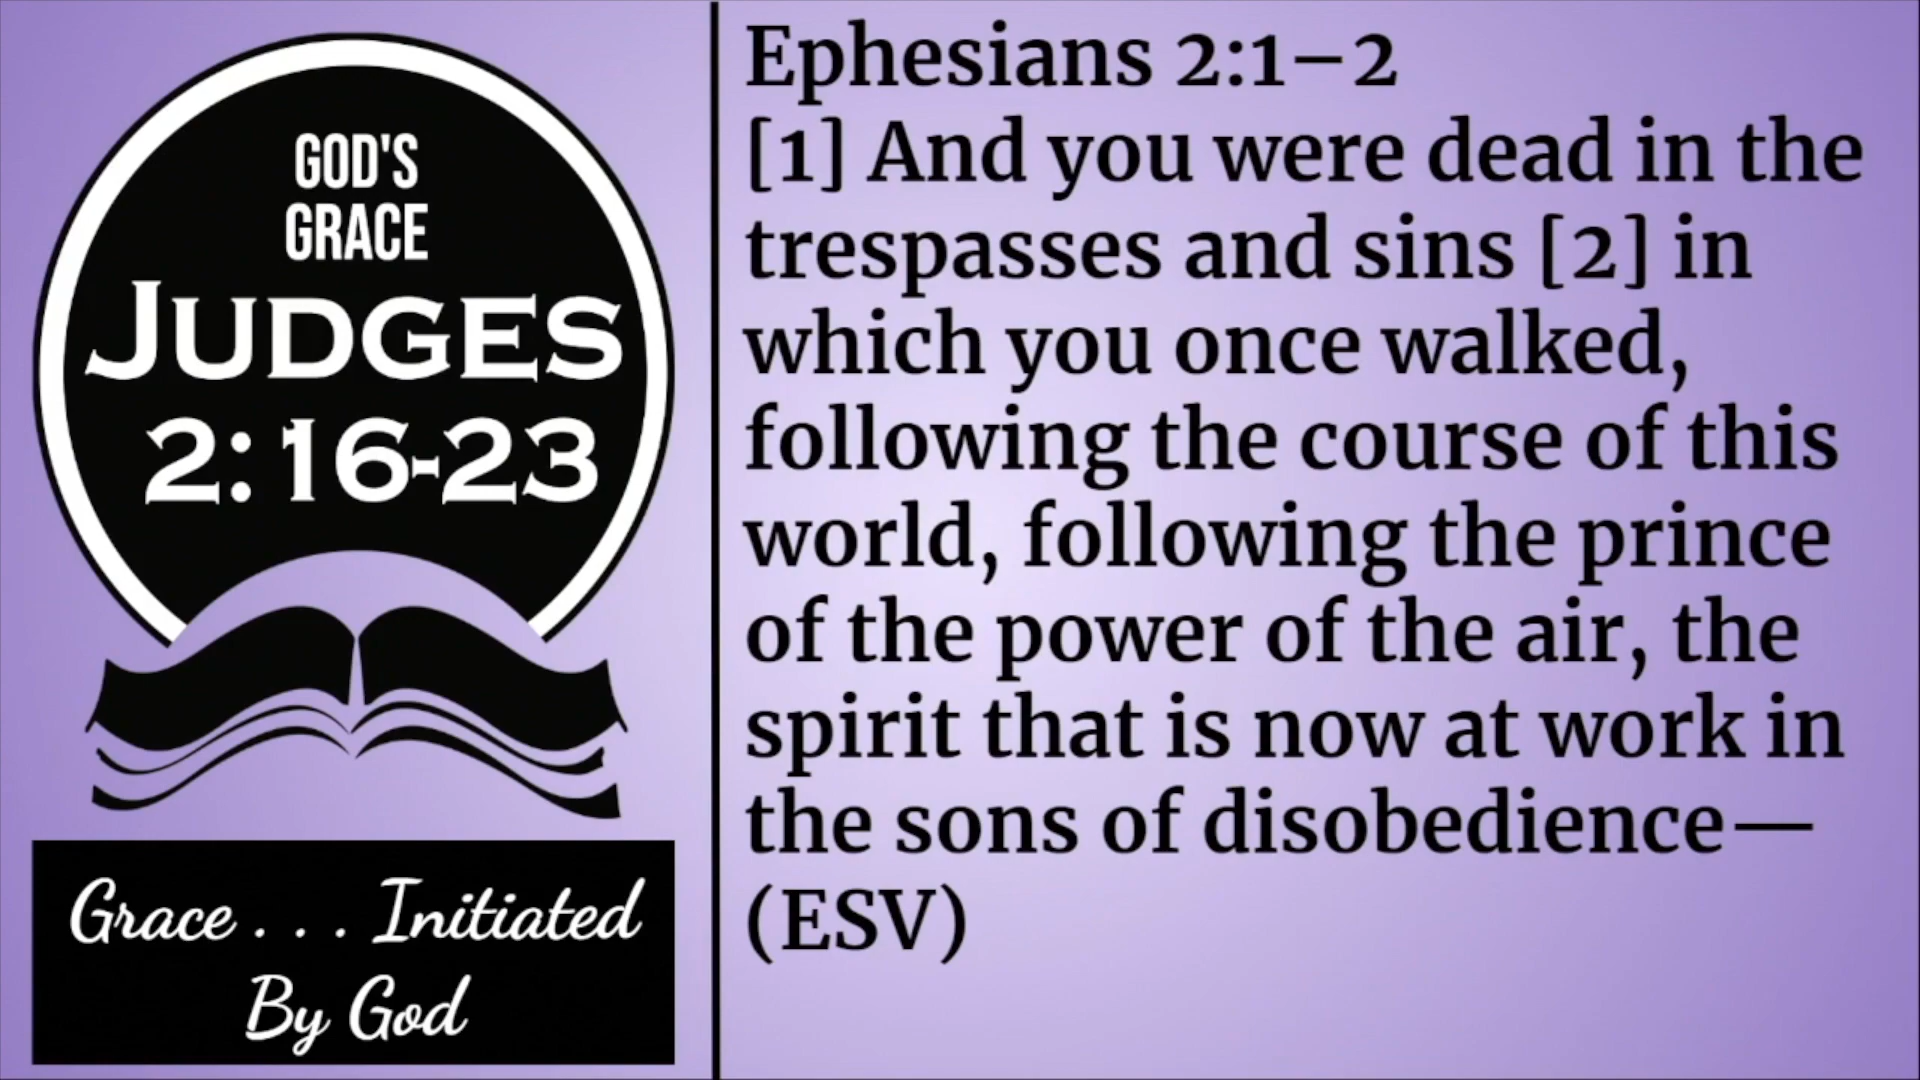 GOD'S
GRACE
JUDGES
2:16-23
Grace . . . Initiated
By God
Ephesians 2:1–2
[1] And you were dead in the
trespasses and sins [2] in
which you once walked,
following the course of this
world, following the prince
of the power of the air, the
spirit that is now at work in
the sons of disobedience—
(ESV)